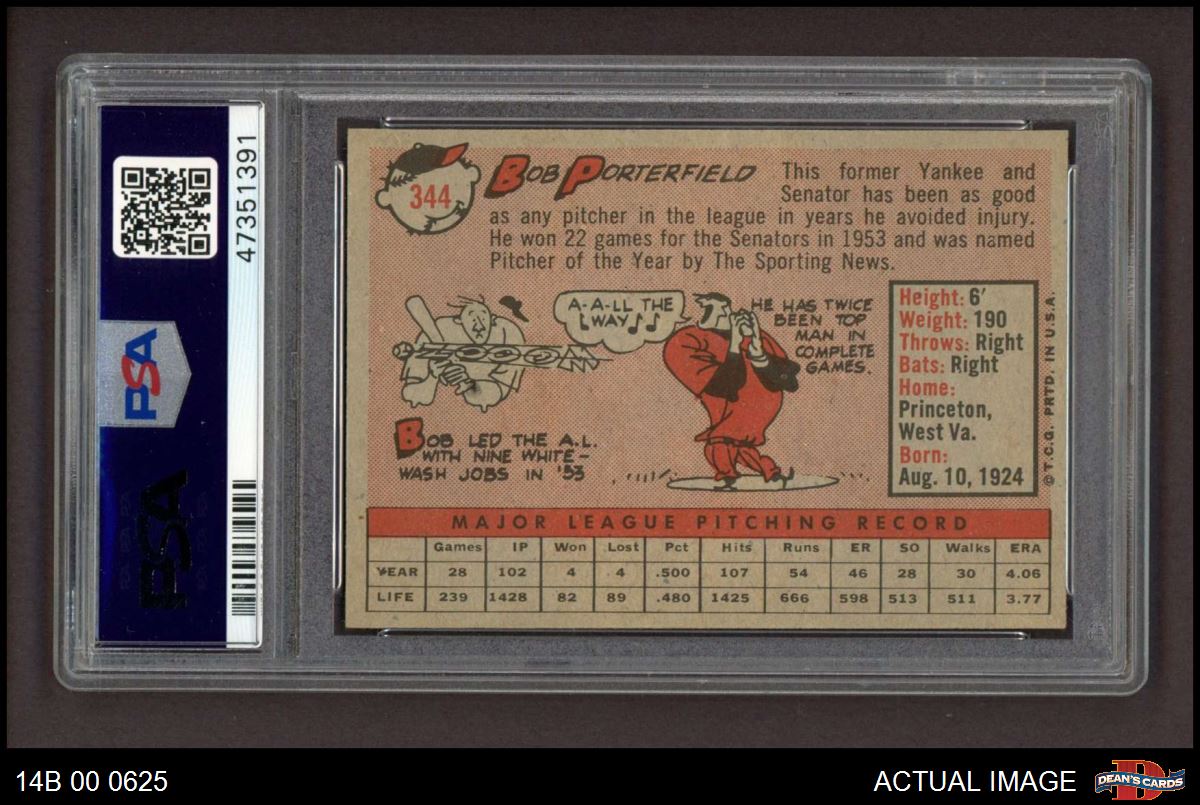 47351391
PSA
PSA
344
BOB PORTERFIELD
This former Yankee and
Senator has been as good
as any pitcher in the league in years he avoided injury.
He won 22 games for the Senators in 1953 and was named
Pitcher of the Year by The Sporting News.
ZOOOOM
BOB LED THE A.L.
WITH NINE WHITE-
WASH JOBS IN '53
A-A-LL THE
WAY
HE HAS TWICE
BEEN TOP
MAN IN
COMPLETE
GAMES.
Height: 6'
Weight: 190
Throws: Right
Bats: Right
Home:
Princeton,
West Va.
Born:
Aug. 10, 1924
© T.C.G. PRTD. IN U.S.A.
MAJOR LEAGUE PITCHING RECORD
Games IP Won Lost Pct Hits Runs ER SO Walks ERA
YEAR 28 102 4 4 .500 107 54 46 28 30 4.06
LIFE 239 1428 82 89 .480 1425 666 598 513 511 3.77
14B 00 0625
ACTUAL IMAGE
DEAN'S CARDS